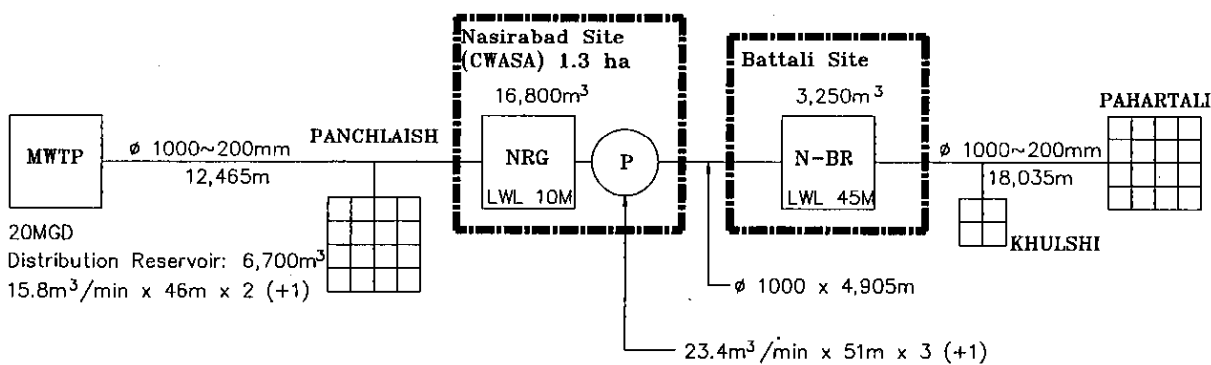 Nasirabad Site
(CWASA) 1.3 ha
16,800m³
Battali Site
3,250m³
PAHARTALI
MWTP
ø 1000~200mm
12,465m
PANCHLAISH
NRG
LWL 10M
P
N-BR
LWL 45M
ø 1000~200mm
18,035m
KHULSHI
20MGD
Distribution Reservoir: 6,700m³
15.8m³/min x 46m x 2 (+1)
ø 1000 x 4,905m
23.4m³/min x 51m x 3 (+1)